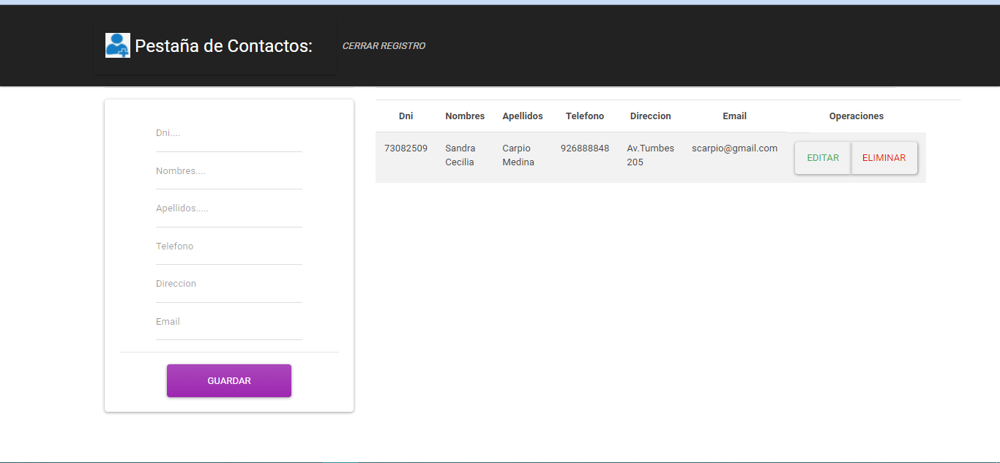 Pestaña de Contactos:
CERRAR REGISTRO
Dni....
Nombres....
Apellidos.....
Telefono
Direccion
Email
GUARDAR
Dni Nombres Apellidos Telefono Direccion Email Operaciones
73082509 Sandra Carpio 926888848 Av.Tumbes scarpio@gmail.com EDITAR ELIMINAR
Cecilia Medina 205